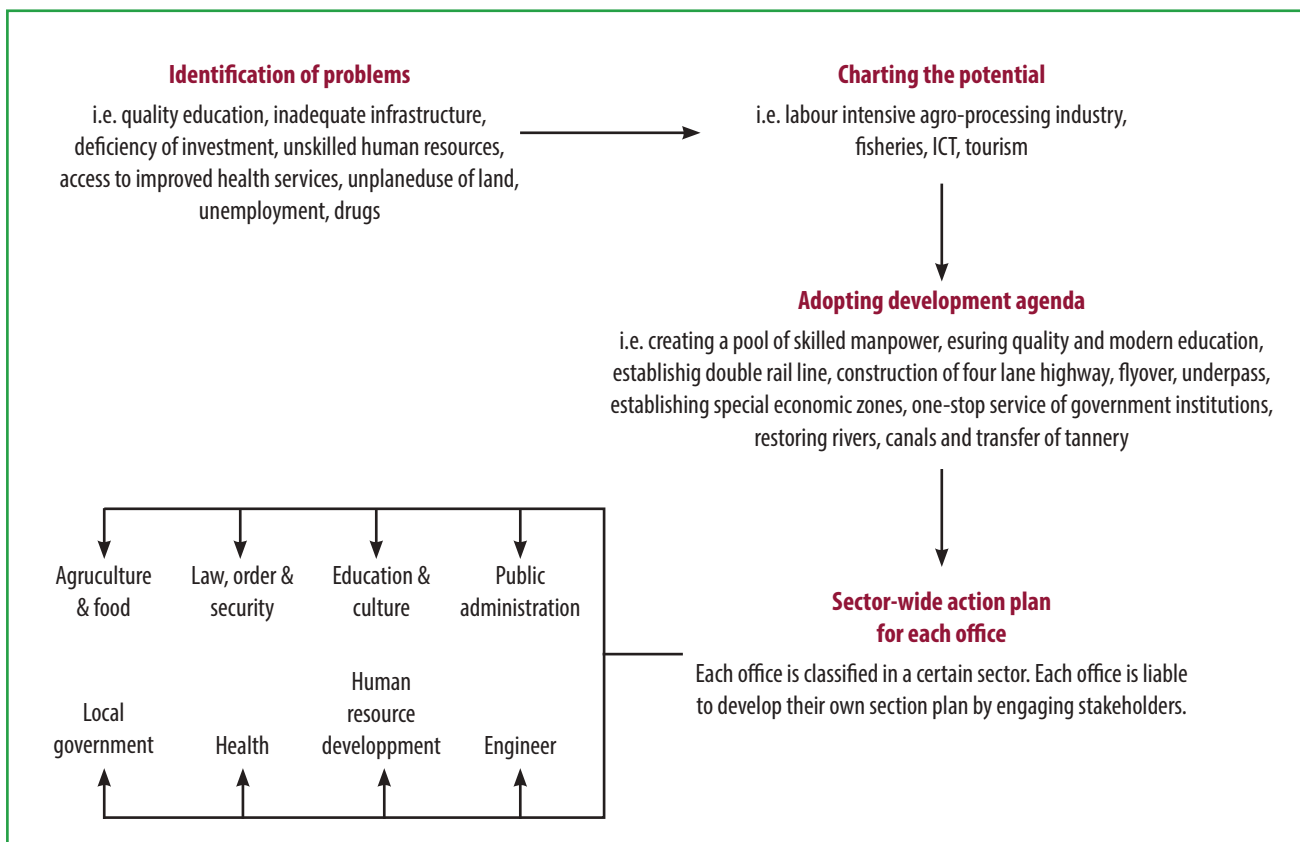 Identification of problems
i.e. quality education, inadequate infrastructure,
deficiency of investment, unskilled human resources,
access to improved health services, unplaneduse of land,
unemployment, drugs
Charting the potential
i.e. labour intensive agro-processing industry,
fisheries, ICT, tourism
Adopting development agenda
i.e. creating a pool of skilled manpower, esuring quality and modern education,
establishig double rail line, construction of four lane highway, flyover, underpass,
establishing special economic zones, one-stop service of government institutions,
restoring rivers, canals and transfer of tannery
Sector-wide action plan
for each office
Each office is classified in a certain sector. Each office is liable
to develop their own section plan by engaging stakeholders.
Agruculture
& food
Law, order &
security
Education &
culture
Public
administration
Local
government
Health
Human
resource
developpment
Engineer